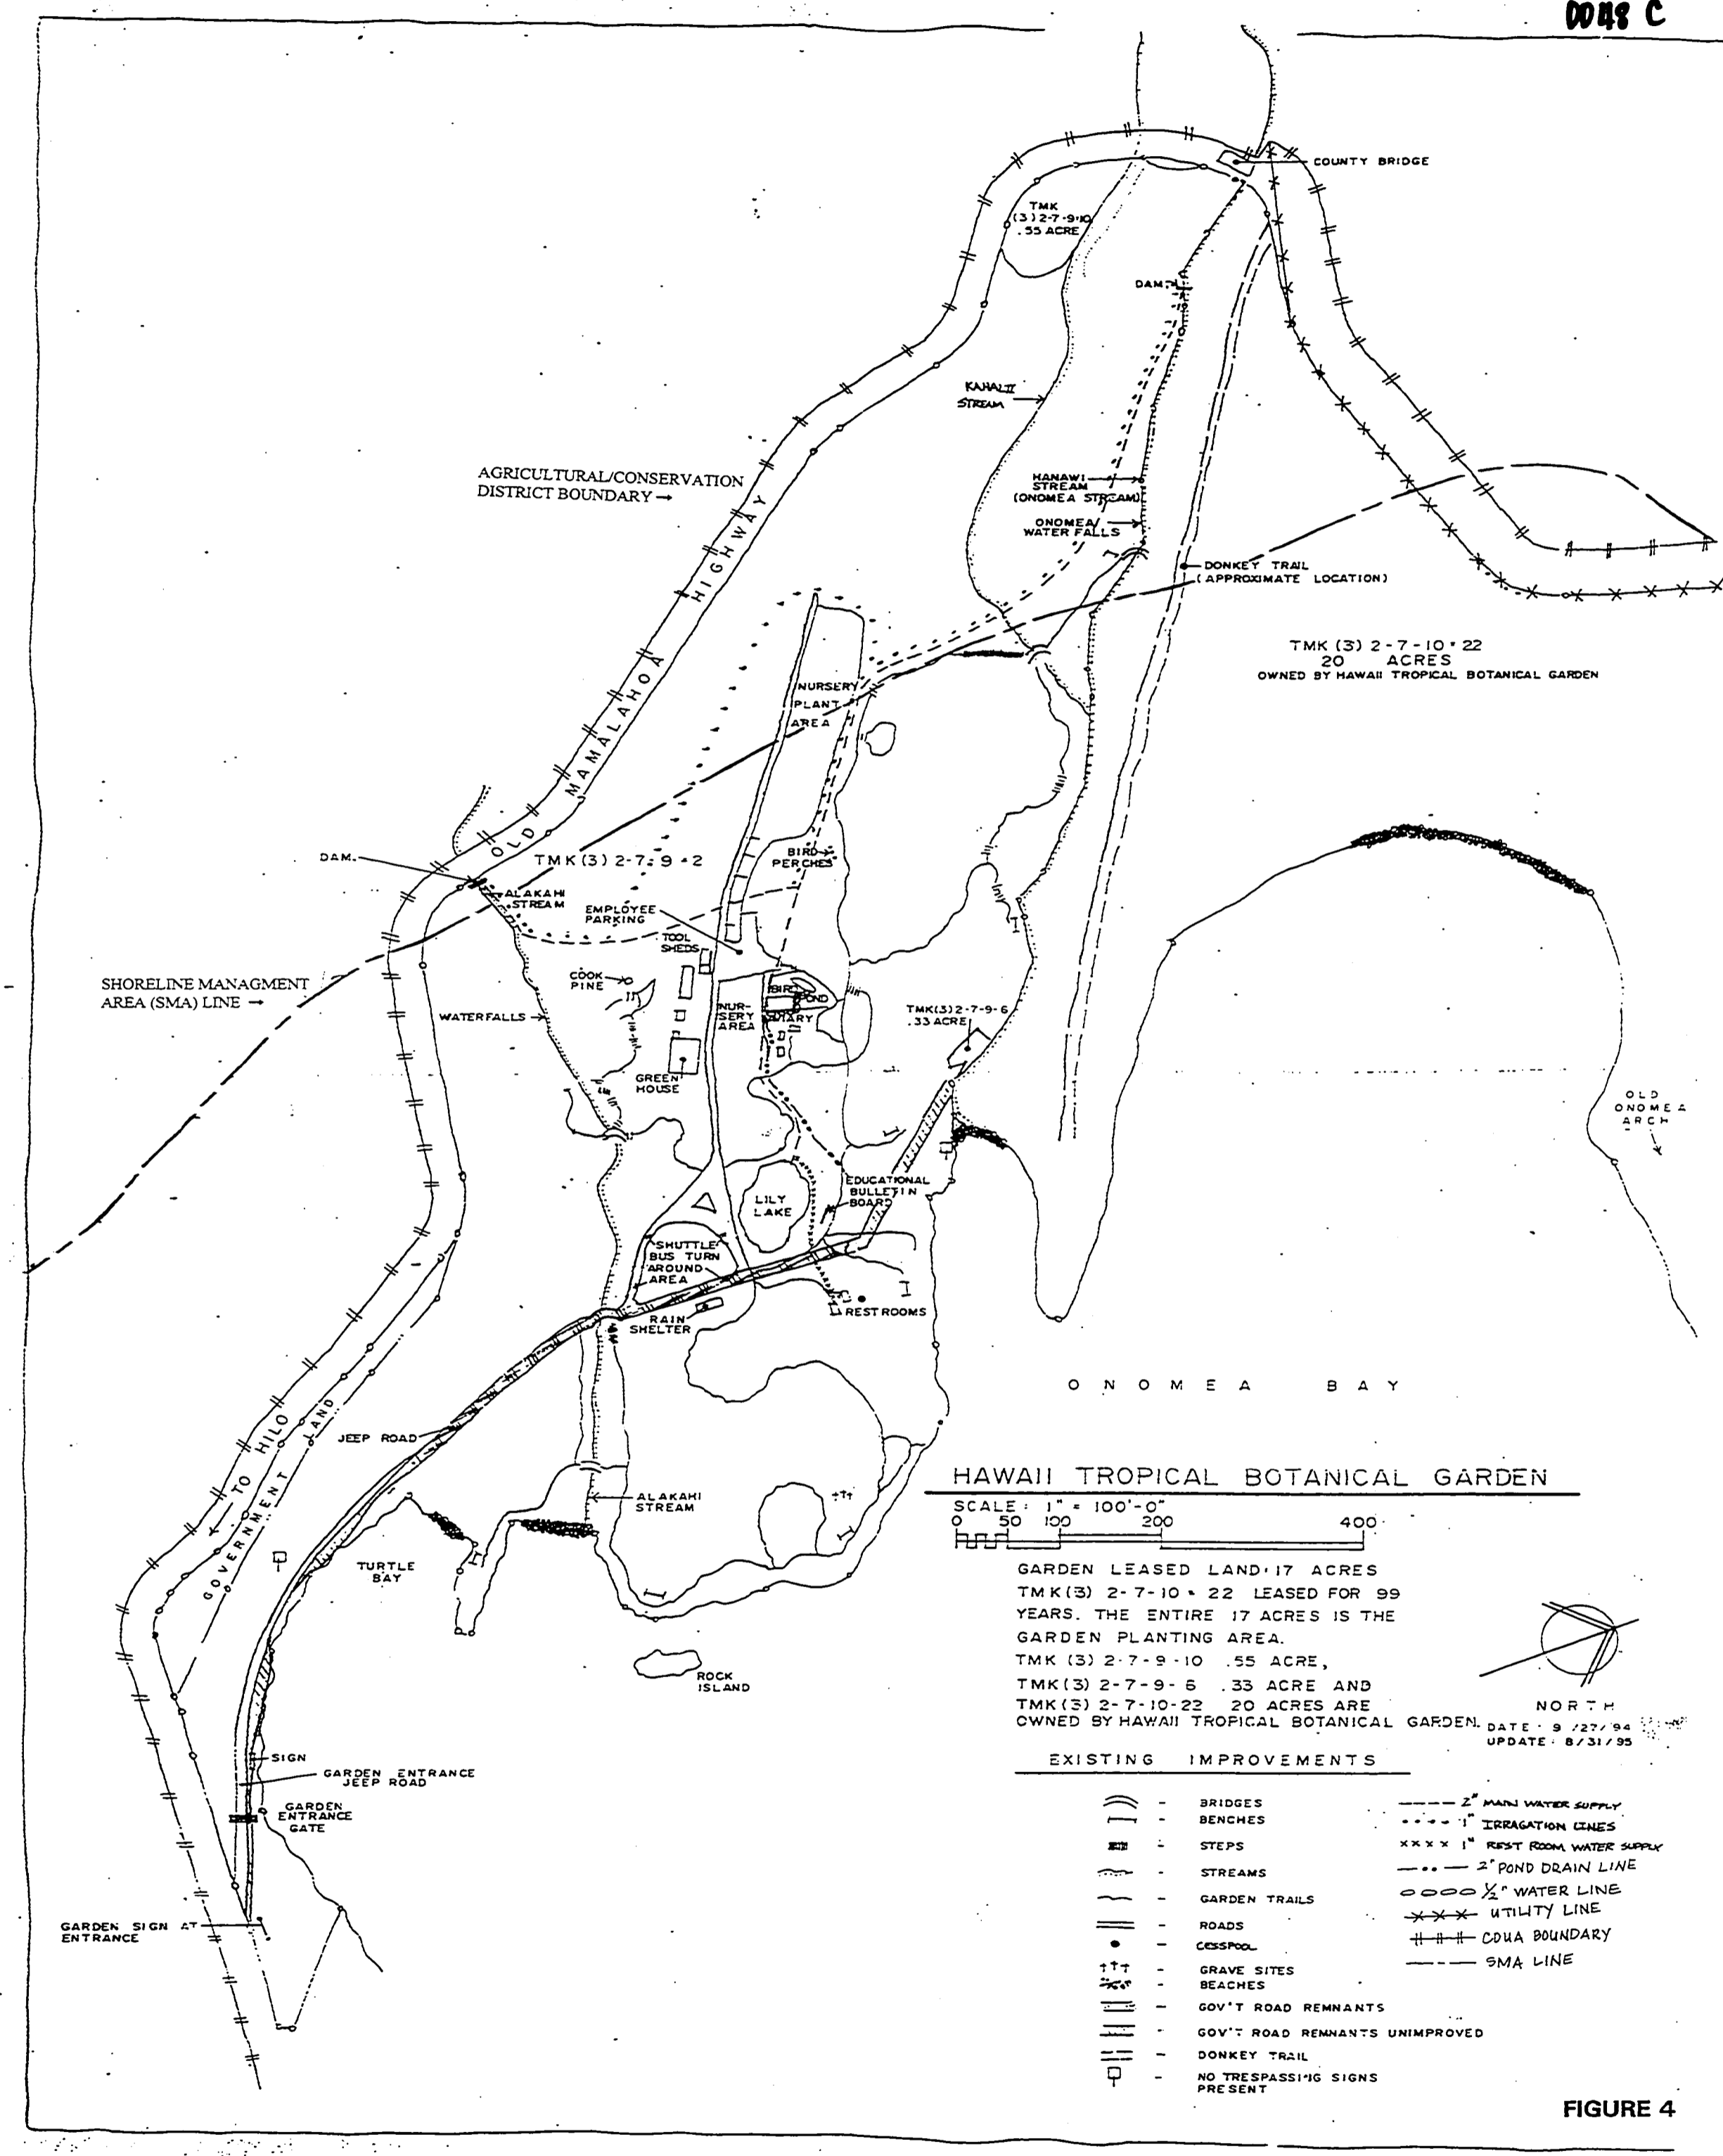 DD48 C
COUNTY BRIDGE
TMK
(3) 2-7-9-10
.55 ACRE
DAM
KAHALII
STREAM
AGRICULTURAL/CONSERVATION
DISTRICT BOUNDARY →
HANAWI
STREAM
(ONOMEA STREAM)
ONOMEA
WATER FALLS
DONKEY TRAIL
(APPROXIMATE LOCATION)
TMK (3) 2-7-10-22
20 ACRES
OWNED BY HAWAII TROPICAL BOTANICAL GARDEN
OLD MAMALAHOA HIGHWAY
NURSERY
PLANT
AREA
DAM.
TMK (3) 2-7-9-2
BIRD
PERCHES
ALAKAHI
STREAM
EMPLOYEE
PARKING
TOOL
SHEDS
SHORELINE MANAGMENT
AREA (SMA) LINE →
COOK
PINE
WATERFALLS
NUR-
SERY
AREA
POND
TMK(3) 2-7-9-6
.33 ACRE
GREEN
HOUSE
OLD
ONOMEA
ARCH
LILY
LAKE
EDUCATIONAL
BULLETIN
BOARD
SHUTTLE
BUS TURN
AROUND
AREA
RAIN
SHELTER
REST ROOMS
ONOMEA BAY
TO HILO
GOVERNMENT LAND
JEEP ROAD
ALAKAHI
STREAM
TURTLE
BAY
ROCK
ISLAND
HAWAII TROPICAL BOTANICAL GARDEN
SCALE: 1" = 100'-0"
0 50 100 200 400
GARDEN LEASED LAND: 17 ACRES
TMK (3) 2-7-10-22 LEASED FOR 99
YEARS. THE ENTIRE 17 ACRES IS THE
GARDEN PLANTING AREA.
TMK (3) 2-7-9-10 .55 ACRE,
TMK (3) 2-7-9-6 .33 ACRE AND
TMK (3) 2-7-10-22 20 ACRES ARE
OWNED BY HAWAII TROPICAL BOTANICAL GARDEN.
NORTH
DATE: 9/27/94
UPDATE: 8/31/95
SIGN
GARDEN ENTRANCE
JEEP ROAD
GARDEN
ENTRANCE
GATE
GARDEN SIGN AT
ENTRANCE
EXISTING IMPROVEMENTS
- BRIDGES
- BENCHES
- STEPS
- STREAMS
- GARDEN TRAILS
- ROADS
- CESSPOOL
- GRAVE SITES
- BEACHES
- GOV'T ROAD REMNANTS
- GOV'T ROAD REMNANTS UNIMPROVED
- DONKEY TRAIL
- NO TRESPASSING SIGNS
PRESENT
2" MAIN WATER SUPPLY
1" IRRAGATION LINES
1" REST ROOM WATER SUPPLY
2" POND DRAIN LINE
1/2" WATER LINE
UTILITY LINE
CDUA BOUNDARY
SMA LINE
FIGURE 4